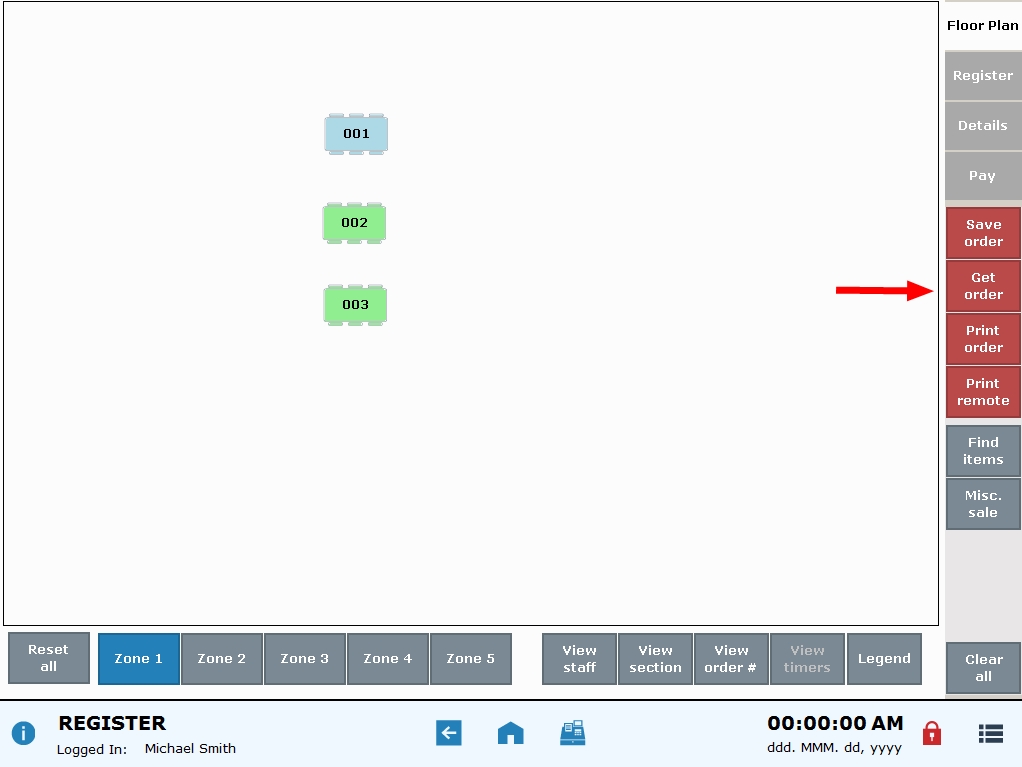 Floor Plan
Register
Details
Pay
Save
order
Get
order
Print
order
Print
remote
Find
items
Misc.
sale
Clear
all
001
002
003
Reset
all
Zone 1
Zone 2
Zone 3
Zone 4
Zone 5
View
staff
View
section
View
order #
View
timers
Legend
REGISTER
Logged In: Michael Smith
00:00:00 AM
ddd. MMM. dd, yyyy